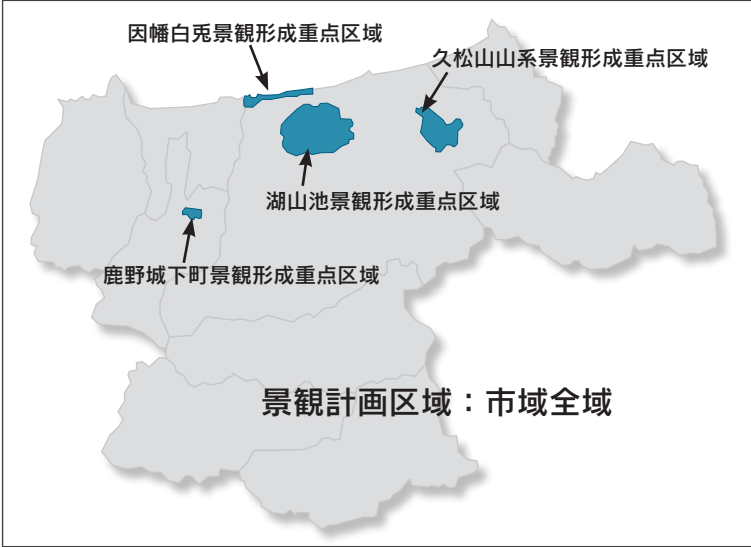 因幡白兎景観形成重点区域
久松山山系景観形成重点区域
湖山池景観形成重点区域
鹿野城下町景観形成重点区域
景観計画区域：市域全域